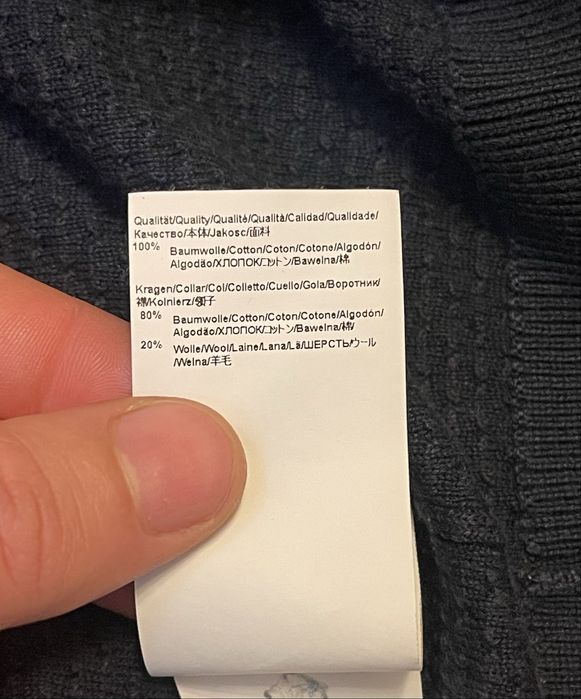 Qualität/Quality/Qualité/Qualità/Calidad/Qualidade/
Качество/本体/Jakosc/面料
100% Baumwolle/Cotton/Coton/Cotone/Algodón/
Algodão/ХЛОПОК/コットン/Bawelna/棉
Kragen/Collar/Col/Colletto/Cuello/Gola/Воротник/
襟/Kolnierz/领子
80% Baumwolle/Cotton/Coton/Cotone/Algodón/
Algodão/ХЛОПОК/コットン/Bawelna/棉/
20% Wolle/Wool/Laine/Lana/Lã/ШЕРСТЬ/ウール
/Welna/羊毛